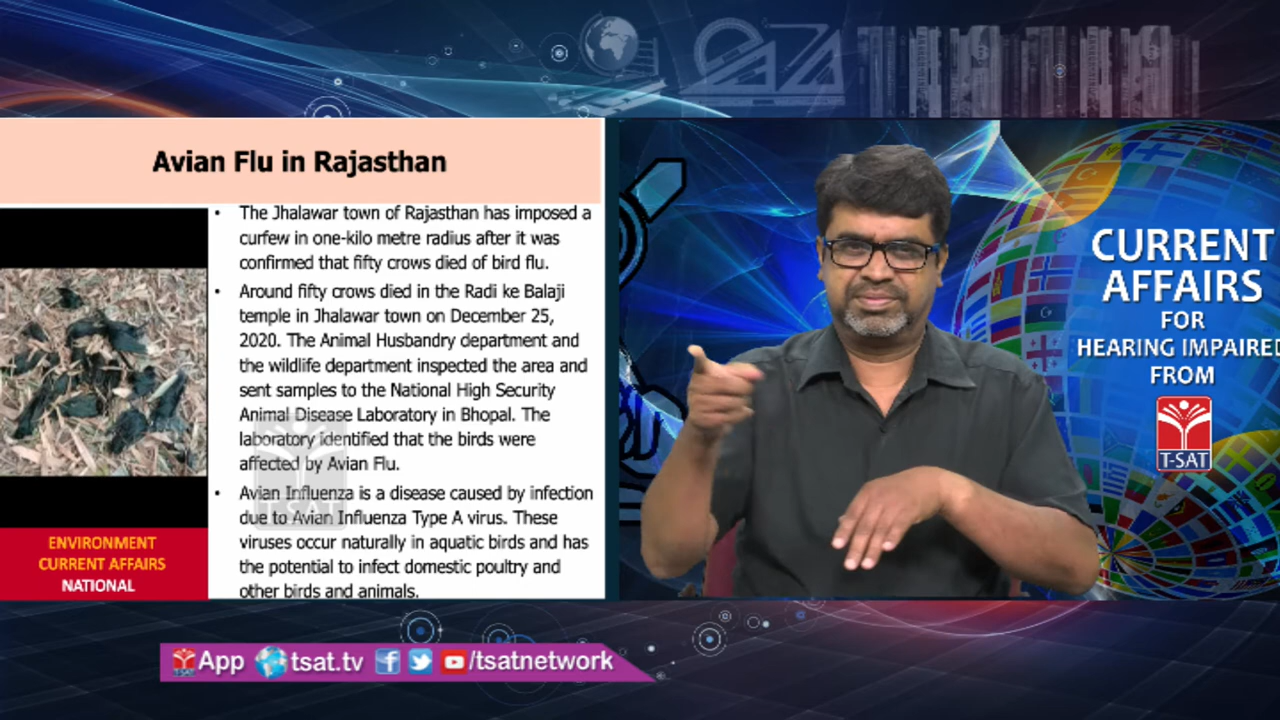 Avian Flu in Rajasthan
• The Jhalawar town of Rajasthan has imposed a
curfew in one-kilo metre radius after it was
confirmed that fifty crows died of bird flu.
• Around fifty crows died in the Radi ke Balaji
temple in Jhalawar town on December 25,
2020. The Animal Husbandry department and
the wildlife department inspected the area and
sent samples to the National High Security
Animal Disease Laboratory in Bhopal. The
laboratory identified that the birds were
affected by Avian Flu.
• Avian Influenza is a disease caused by infection
due to Avian Influenza Type A virus. These
viruses occur naturally in aquatic birds and has
the potential to infect domestic poultry and
other birds and animals.
ENVIRONMENT
CURRENT AFFAIRS
NATIONAL
CURRENT
AFFAIRS
FOR
HEARING IMPAIRED
FROM
T-SAT
T-SAT
App tsat.tv /tsatnetwork